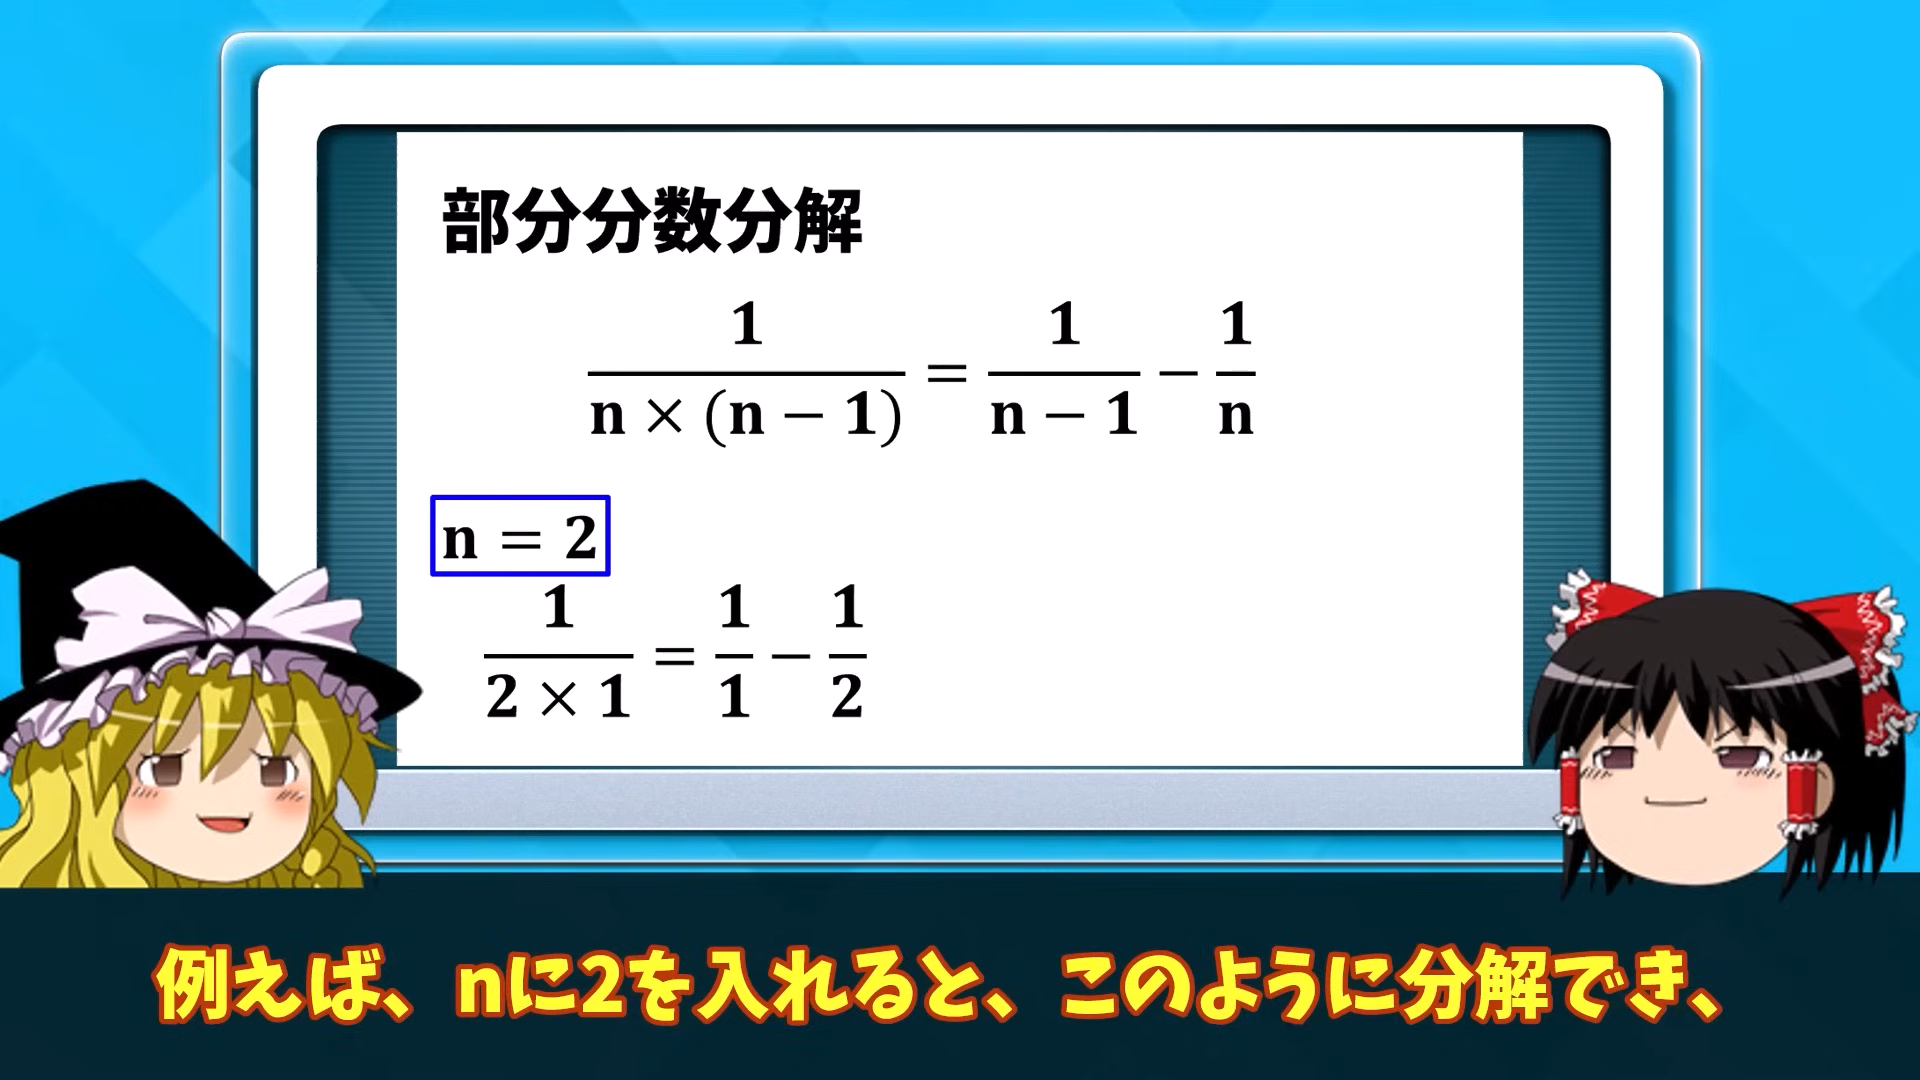 部分分数分解
1/(n × (n − 1)) = 1/(n − 1) − 1/n
n = 2
1/(2 × 1) = 1/1 − 1/2
例えば、nに2を入れると、このように分解でき、